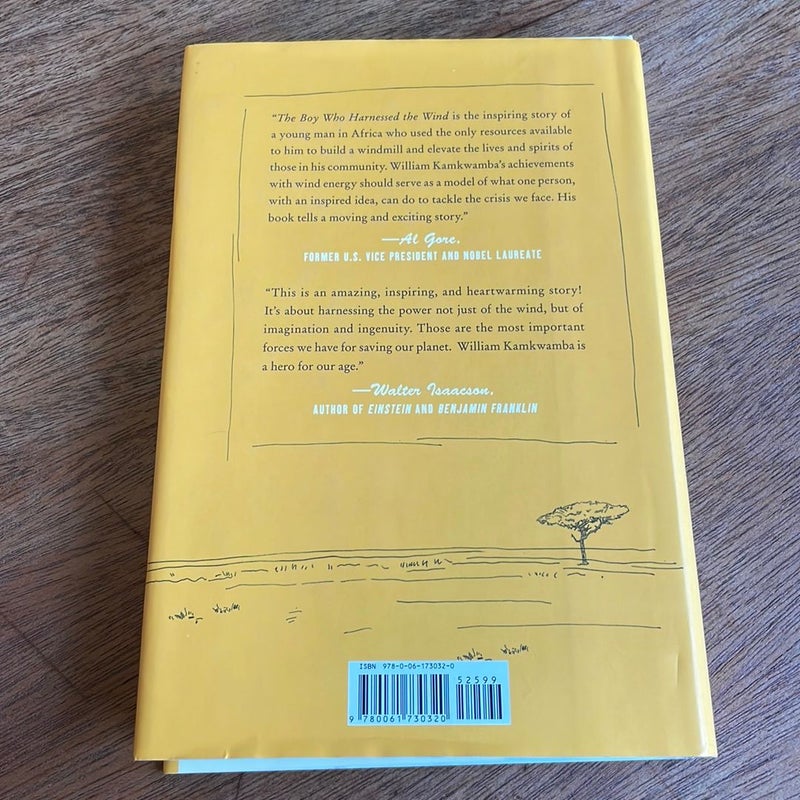 “The Boy Who Harnessed the Wind is the inspiring story of
a young man in Africa who used the only resources available
to him to build a windmill and elevate the lives and spirits of
those in his community. William Kamkwamba’s achievements
with wind energy should serve as a model of what one person,
with an inspired idea, can do to tackle the crisis we face. His
book tells a moving and exciting story.”
—Al Gore,
FORMER U.S. VICE PRESIDENT AND NOBEL LAUREATE
“This is an amazing, inspiring, and heartwarming story!
It’s about harnessing the power not just of the wind, but of
imagination and ingenuity. Those are the most important
forces we have for saving our planet. William Kamkwamba is
a hero for our age.”
—Walter Isaacson,
AUTHOR OF EINSTEIN AND BENJAMIN FRANKLIN
ISBN 978-0-06-173032-0
52599
9 780061 730320